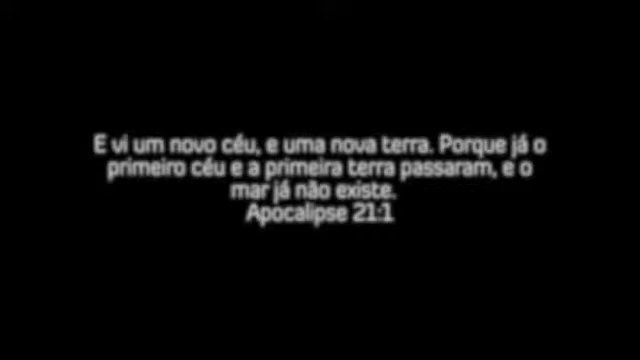 E vi um novo céu, e uma nova terra. Porque já o
primeiro céu e a primeira terra passaram, e o
mar já não existe.
Apocalipse 21:1